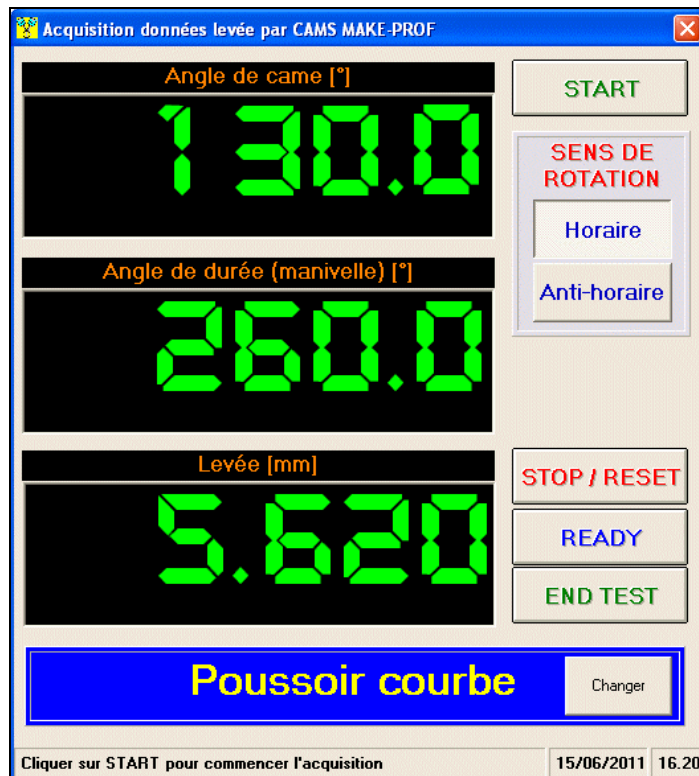 Acquisition données levée par CAMS MAKE-PROF
Angle de came [°]
130.0
START
SENS DE
ROTATION
Horaire
Anti-horaire
Angle de durée (manivelle) [°]
260.0
Levée [mm]
5.620
STOP / RESET
READY
END TEST
Poussoir courbe
Changer
Cliquer sur START pour commencer l'acquisition
15/06/2011
16.20